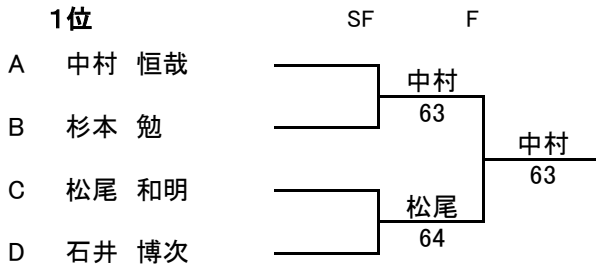 1位 SF F
A 中村 恒哉
中村
63
B 杉本 勉
中村
63
C 松尾 和明
松尾
64
D 石井 博次